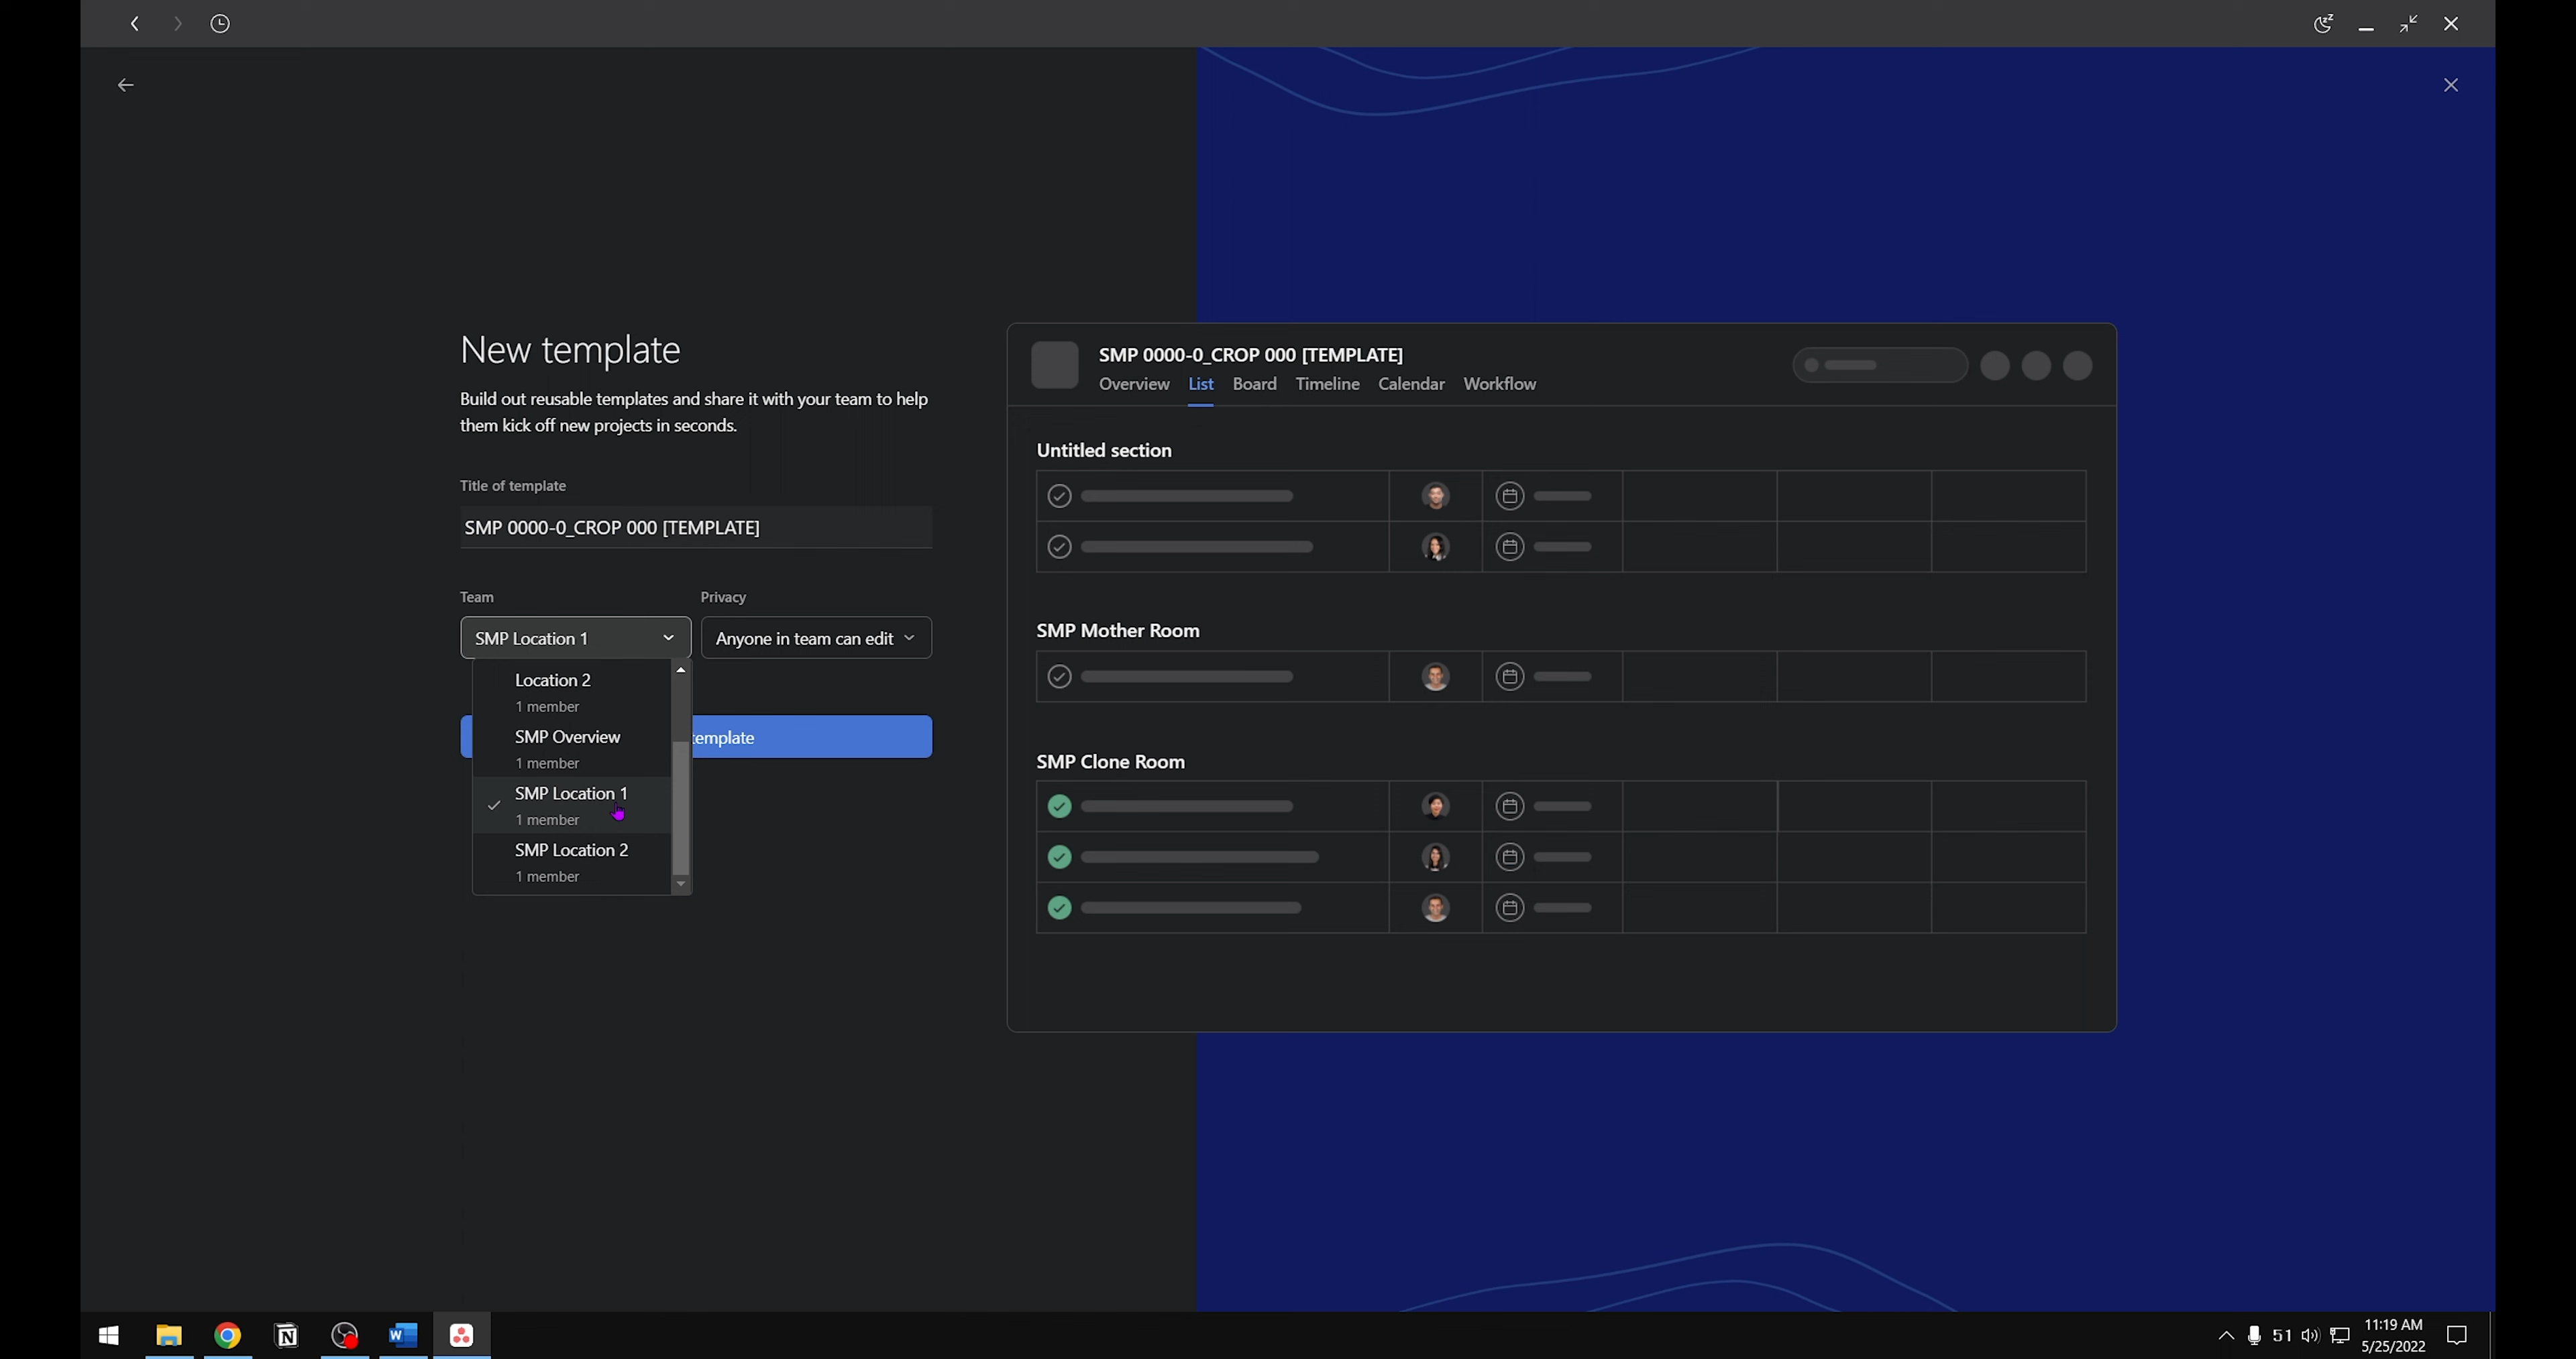 New template
Build out reusable templates and share it with your team to help
them kick off new projects in seconds.
Title of template
SMP 0000-0_CROP 000 [TEMPLATE]
Team
Privacy
SMP Location 1
Anyone in team can edit
Location 2
1 member
SMP Overview
1 member
SMP Location 1
1 member
SMP Location 2
1 member
template
SMP 0000-0_CROP 000 [TEMPLATE]
Overview List Board Timeline Calendar Workflow
Untitled section
SMP Mother Room
SMP Clone Room
51
11:19 AM
5/25/2022